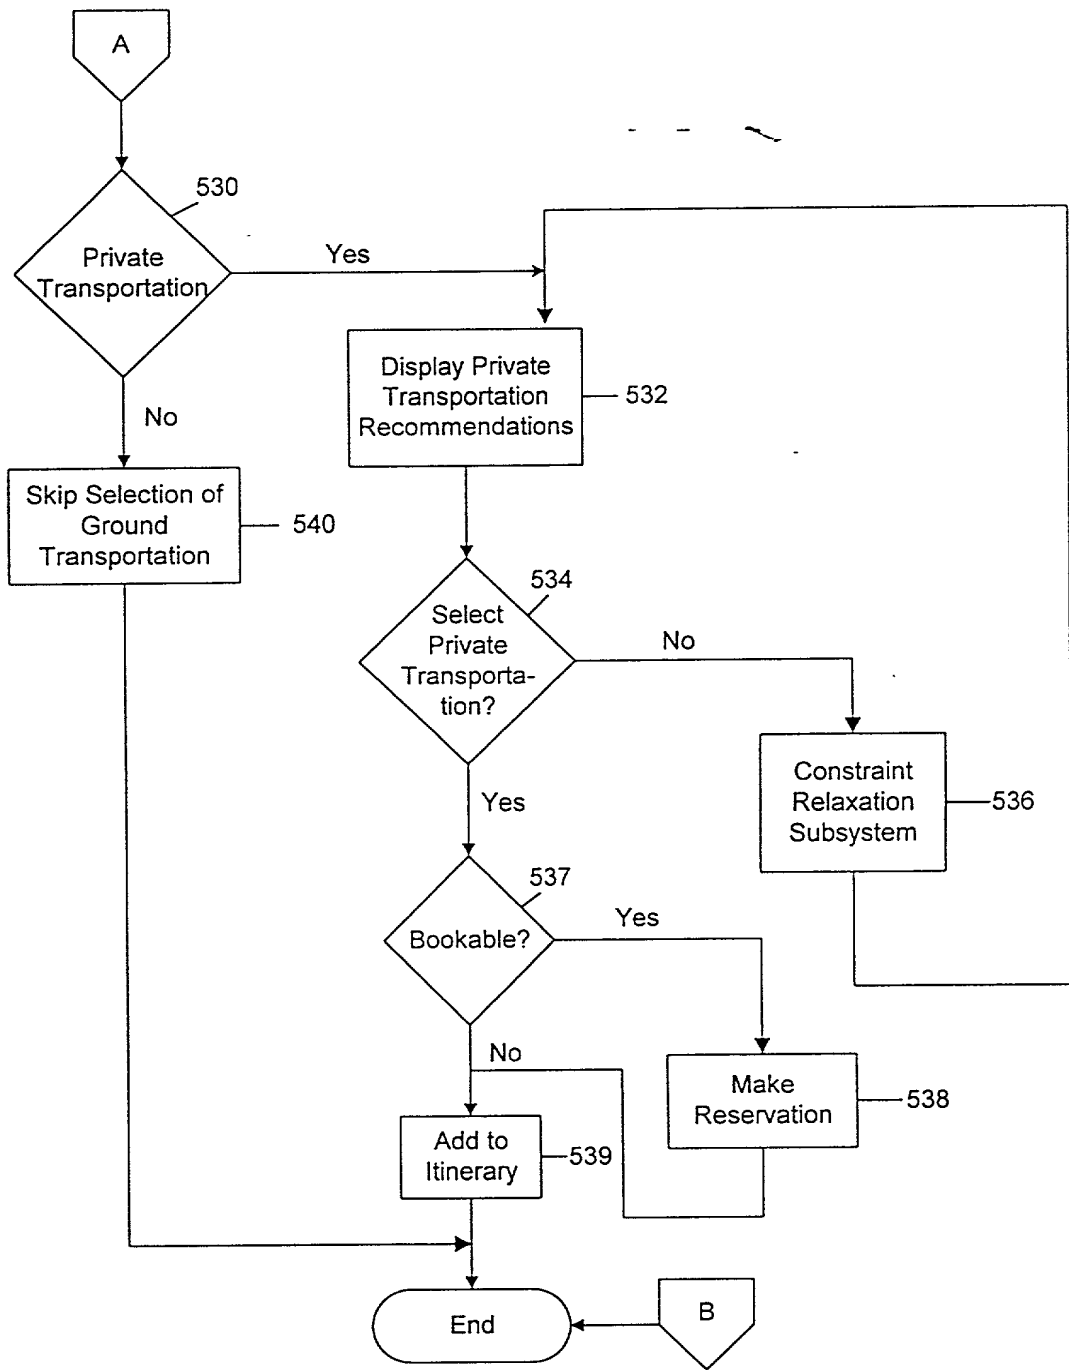 A
530
Private
Transportation
Yes
No
Display Private
Transportation
Recommendations
532
Skip Selection of
Ground
Transportation
540
534
Select
Private
Transporta-
tion?
No
Yes
Constraint
Relaxation
Subsystem
536
537
Bookable?
Yes
No
Make
Reservation
538
Add to
Itinerary
539
End
B